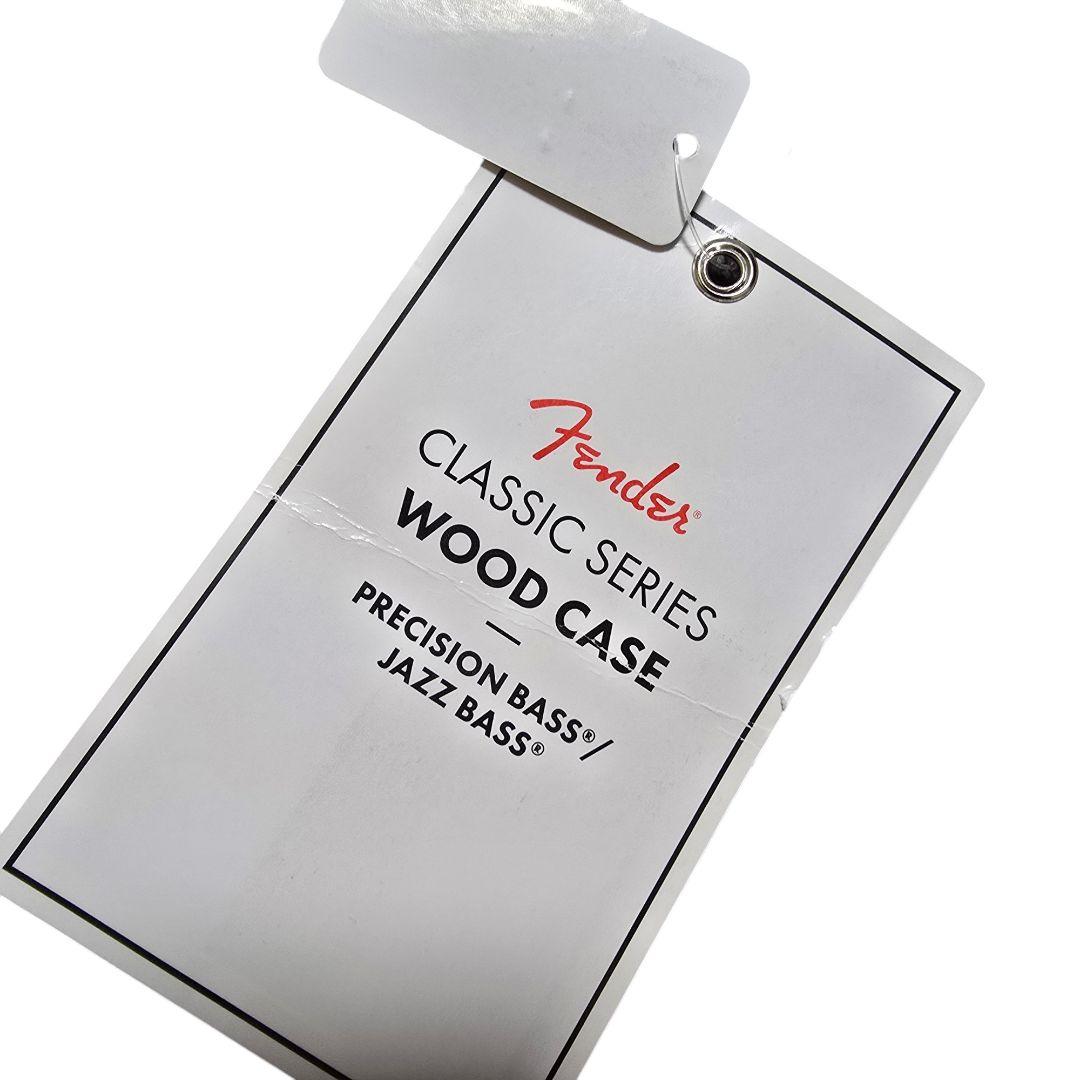 Fender®
CLASSIC SERIES
WOOD CASE
—
PRECISION BASS®/
JAZZ BASS®